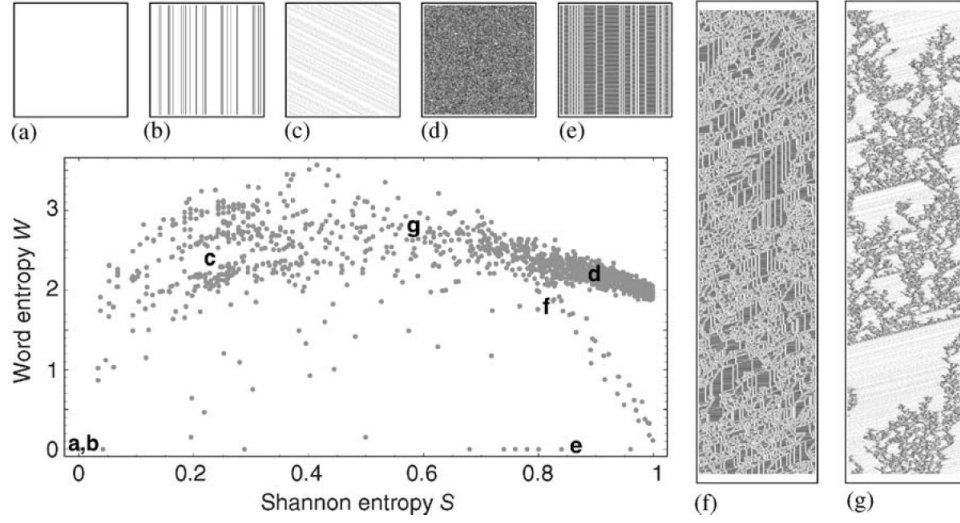 (a) (b) (c) (d) (e)
Word entropy W
3
2
1
0
c
g
d
f
a,b
e
0 0.2 0.4 0.6 0.8 1
Shannon entropy S
(f)
(g)